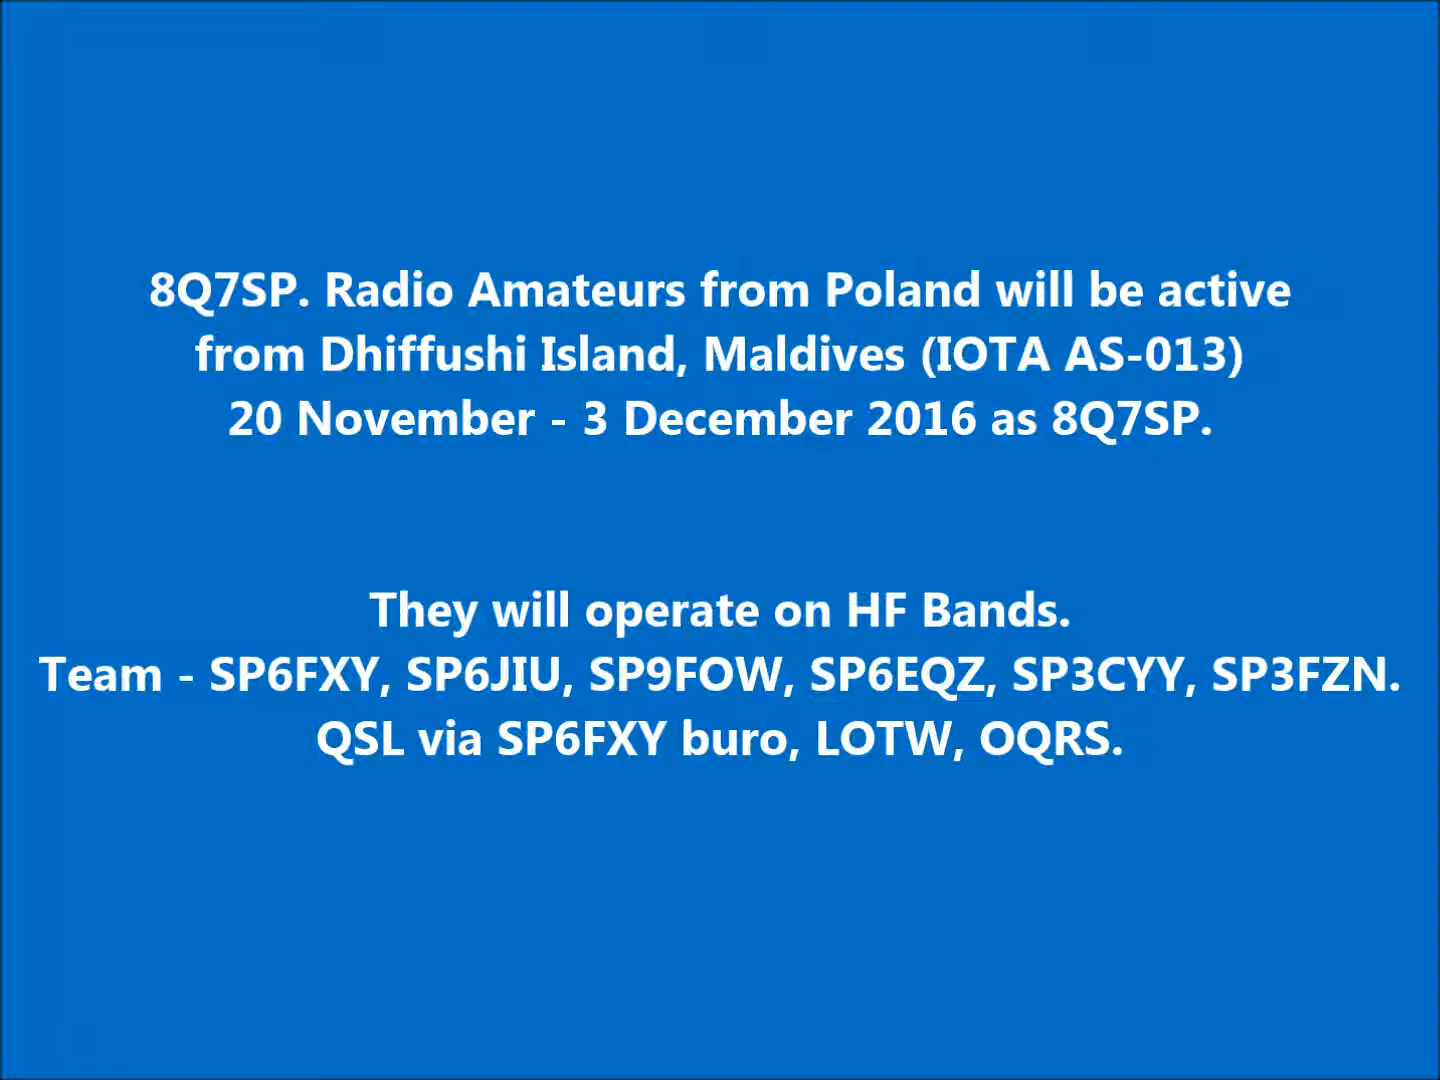 8Q7SP. Radio Amateurs from Poland will be active
from Dhiffushi Island, Maldives (IOTA AS-013)
20 November - 3 December 2016 as 8Q7SP.
They will operate on HF Bands.
Team - SP6FXY, SP6JIU, SP9FOW, SP6EQZ, SP3CYY, SP3FZN.
QSL via SP6FXY buro, LOTW, OQRS.